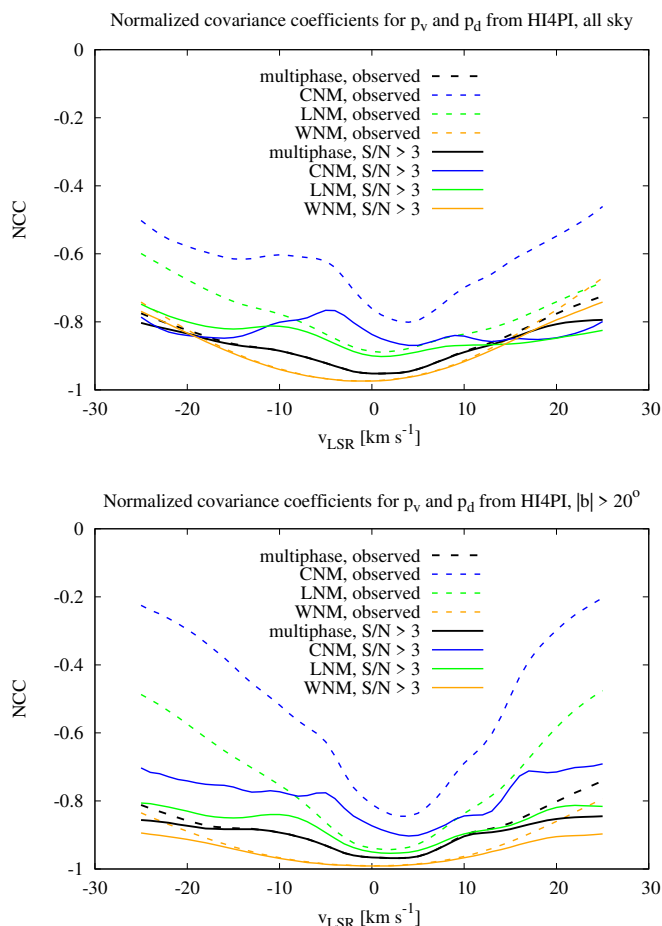 Normalized covariance coefficients for p_v and p_d from HI4PI, all sky
0
-0.2
-0.4
-0.6
-0.8
-1
NCC
multiphase, observed
CNM, observed
LNM, observed
WNM, observed
multiphase, S/N > 3
CNM, S/N > 3
LNM, S/N > 3
WNM, S/N > 3
-30 -20 -10 0 10 20 30
v_LSR [km s^-1]
Normalized covariance coefficients for p_v and p_d from HI4PI, |b| > 20^o
0
-0.2
-0.4
-0.6
-0.8
-1
NCC
multiphase, observed
CNM, observed
LNM, observed
WNM, observed
multiphase, S/N > 3
CNM, S/N > 3
LNM, S/N > 3
WNM, S/N > 3
-30 -20 -10 0 10 20 30
v_LSR [km s^-1]